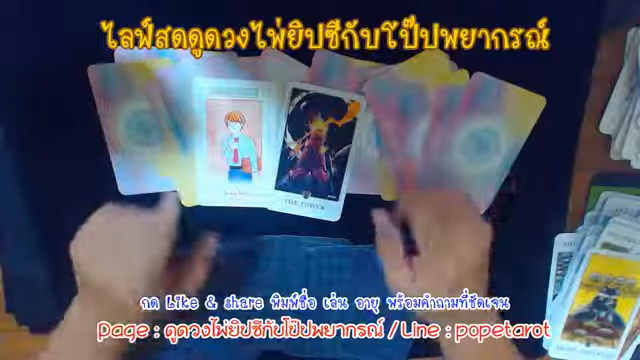 ไลฟ์สดดูดวงไพ่ยิปซีกับโป๊ปพยากรณ์
THE TOWER
กด Like & share พิมพ์ชื่อ เล่น อายุ พร้อมคำถามที่ชัดเจน
Page : ดูดวงไพ่ยิปซีกับโป๊ปพยากรณ์ / Line : popetarot